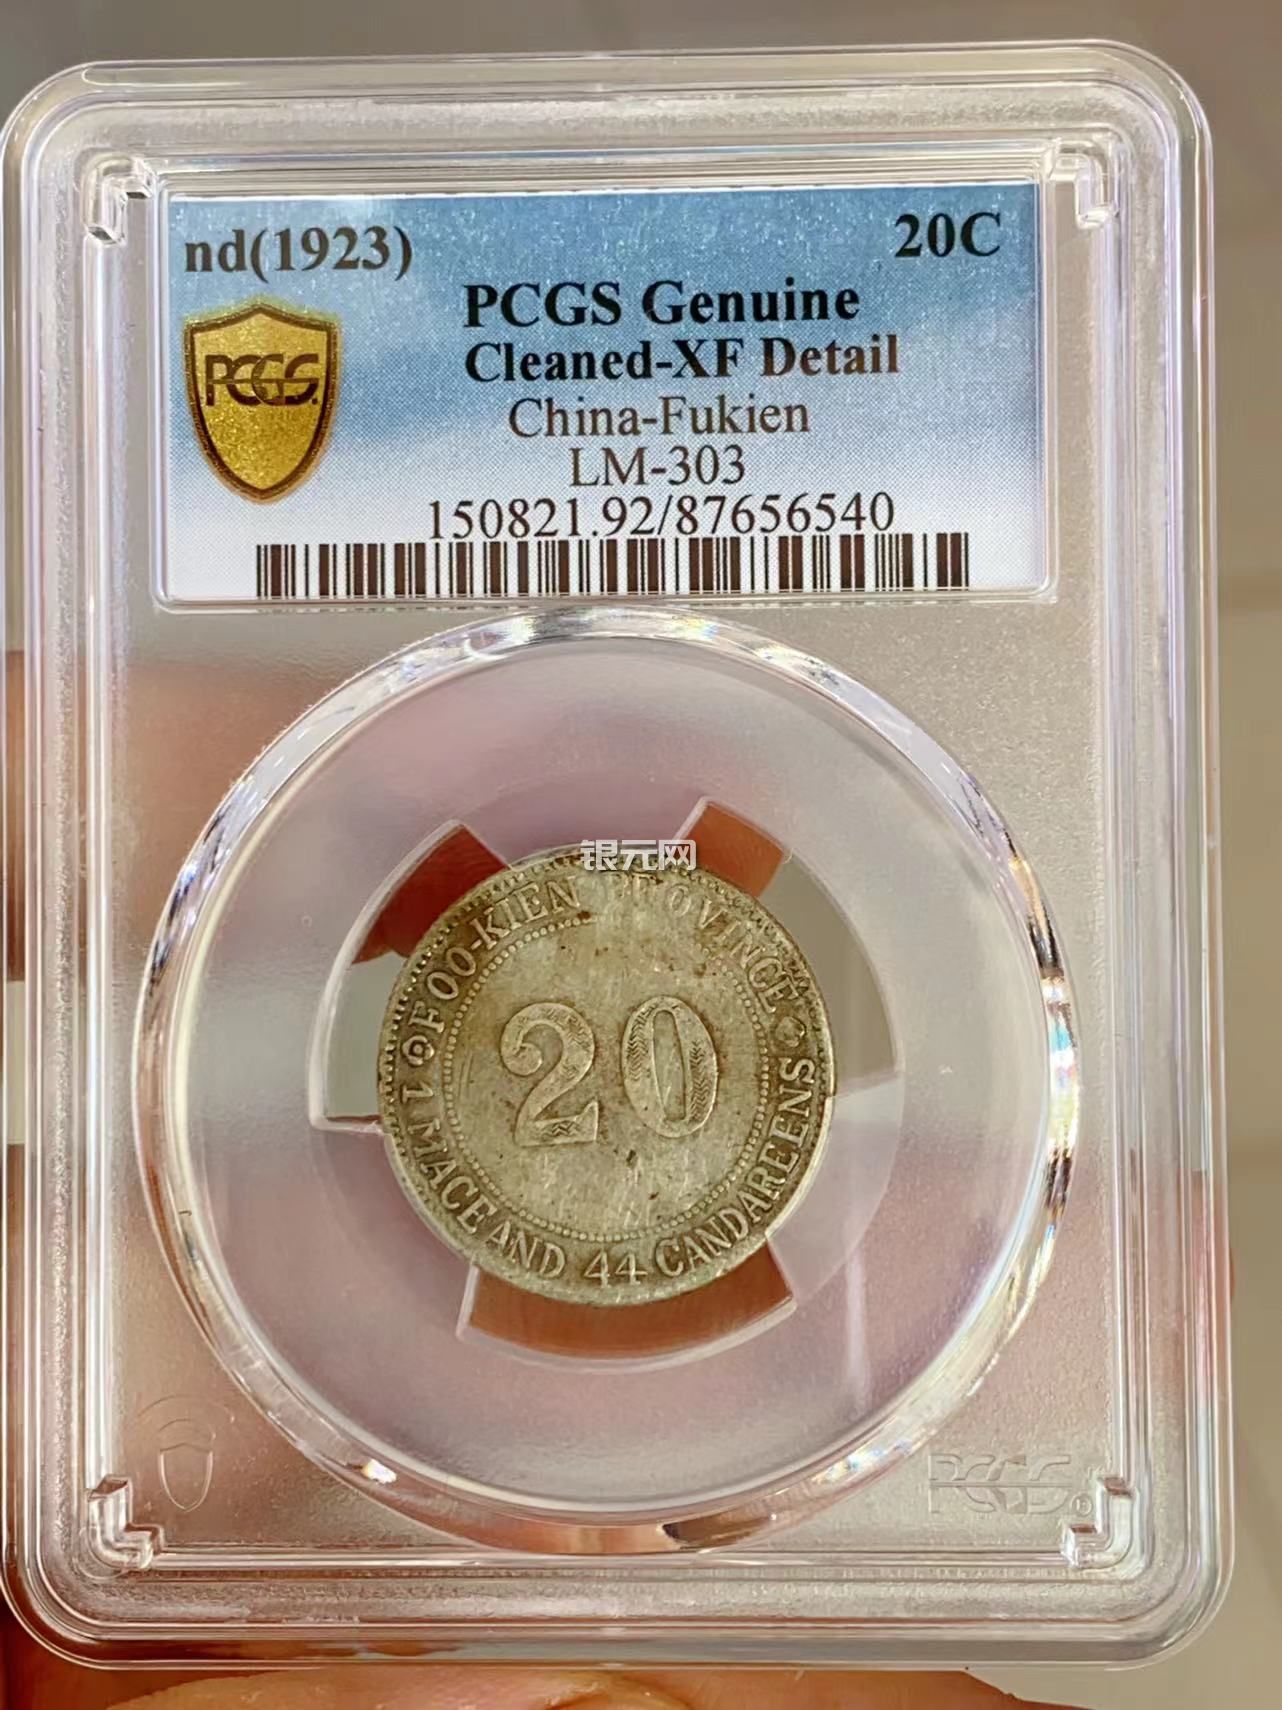 nd(1923)
20C
PCGS Genuine
Cleaned-XF Detail
China-Fukien
LM-303
150821.92/87656540
PCGS
银元网
OF FOO-KIEN PROVINCE
20
1 MACE AND 44 CANDAREENS
PCGS